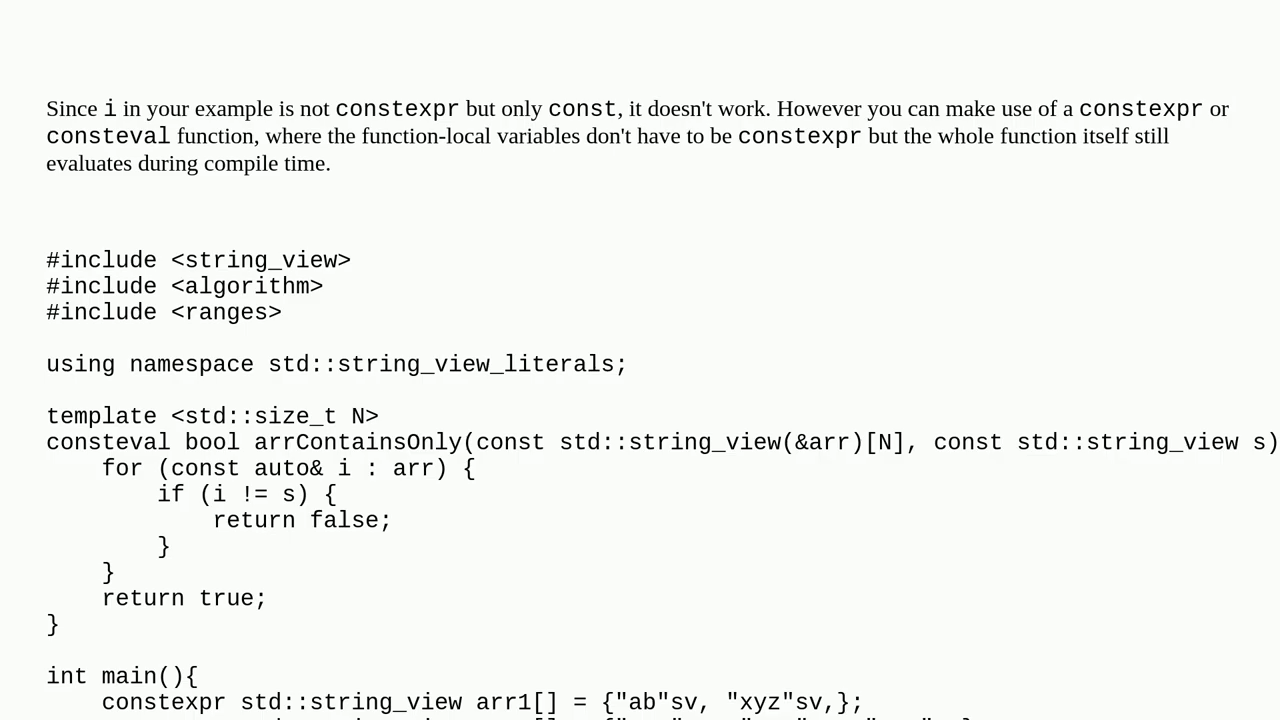 Since i in your example is not constexpr but only const, it doesn't work. However you can make use of a constexpr or
consteval function, where the function-local variables don't have to be constexpr but the whole function itself still
evaluates during compile time.
#include <string_view>
#include <algorithm>
#include <ranges>
using namespace std::string_view_literals;
template <std::size_t N>
consteval bool arrContainsOnly(const std::string_view(&arr)[N], const std::string_view s)
    for (const auto& i : arr) {
        if (i != s) {
            return false;
        }
    }
    return true;
}
int main(){
    constexpr std::string_view arr1[] = {"ab"sv, "xyz"sv,};